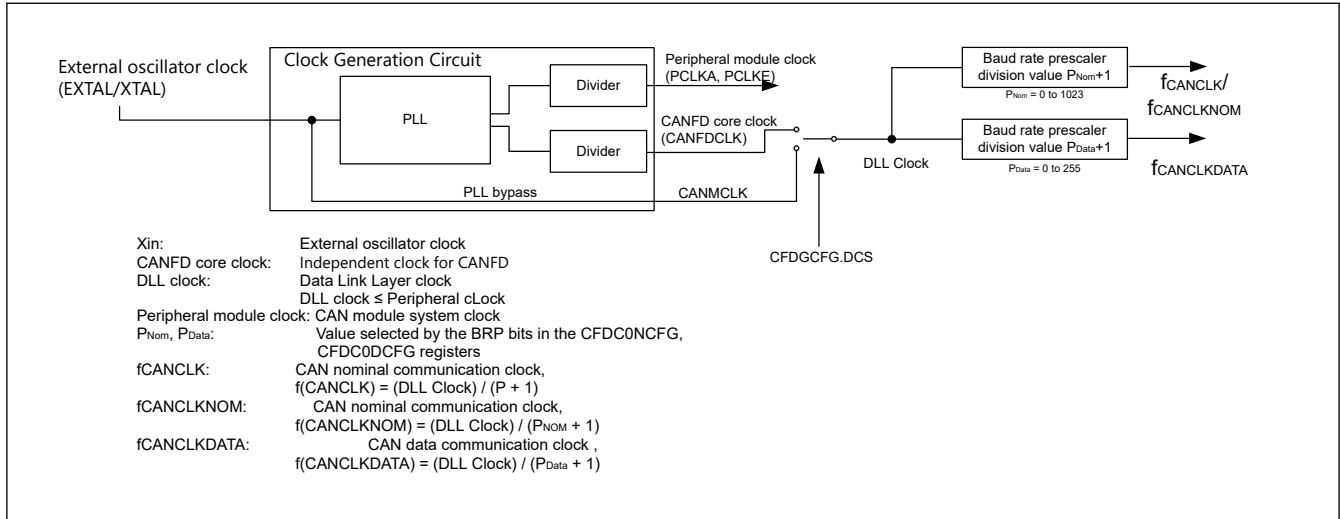 Clock Generation Circuit
External oscillator clock
(EXTAL/XTAL)
PLL
Divider
Divider
Peripheral module clock
(PCLKA, PCLKE)
CANFD core clock
(CANFDCLK)
PLL bypass
CANMCLK
CFDGCFG.DCS
DLL Clock
Baud rate prescaler
division value PNom+1
PNom = 0 to 1023
fCANCLK/
fCANCLKNOM
Baud rate prescaler
division value PData+1
PData = 0 to 255
fCANCLKDATA
Xin: External oscillator clock
CANFD core clock: Independent clock for CANFD
DLL clock: Data Link Layer clock
DLL clock ≤ Peripheral cLock
Peripheral module clock: CAN module system clock
PNom, PData: Value selected by the BRP bits in the CFDC0NCFG,
CFDC0DCFG registers
fCANCLK: CAN nominal communication clock,
f(CANCLK) = (DLL Clock) / (P + 1)
fCANCLKNOM: CAN nominal communication clock,
f(CANCLKNOM) = (DLL Clock) / (PNOM + 1)
fCANCLKDATA: CAN data communication clock ,
f(CANCLKDATA) = (DLL Clock) / (PData + 1)